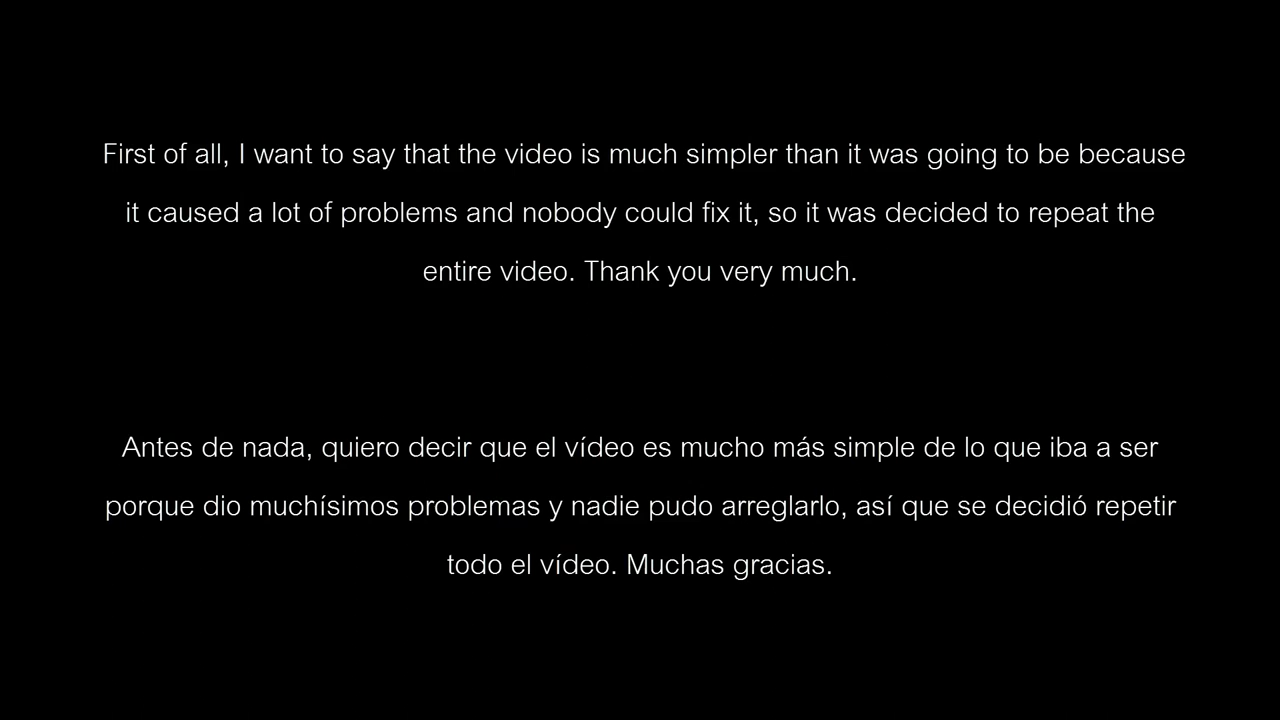 First of all, I want to say that the video is much simpler than it was going to be because
it caused a lot of problems and nobody could fix it, so it was decided to repeat the
entire video. Thank you very much.
Antes de nada, quiero decir que el vídeo es mucho más simple de lo que iba a ser
porque dio muchísimos problemas y nadie pudo arreglarlo, así que se decidió repetir
todo el vídeo. Muchas gracias.